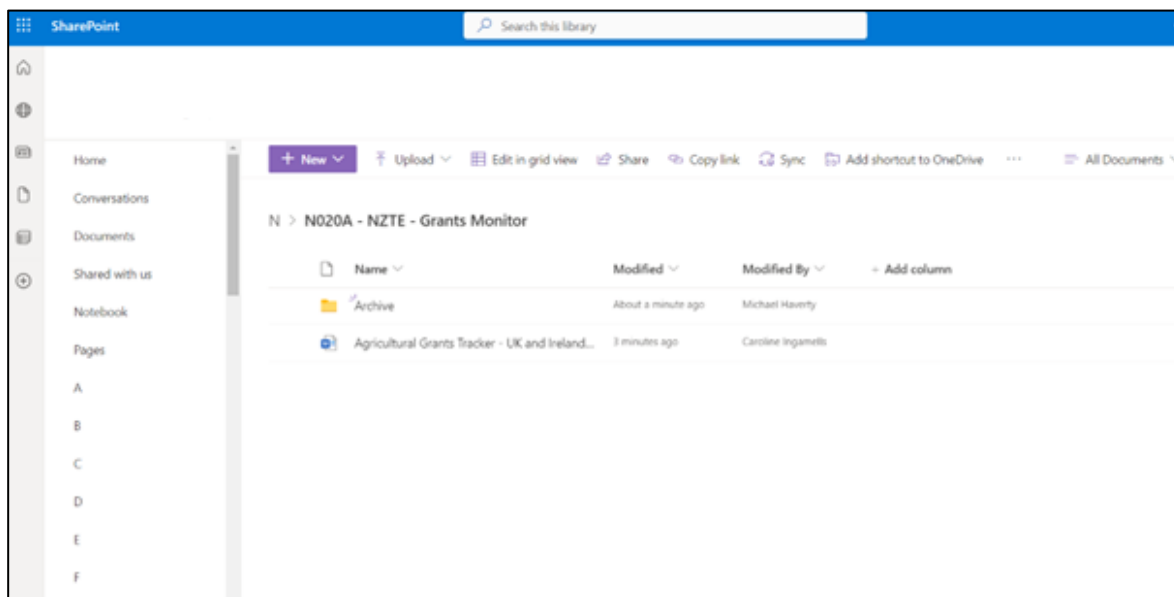 SharePoint
Search this library
Home
Conversations
Documents
Shared with us
Notebook
Pages
A
B
C
D
E
F
+ New Upload Edit in grid view Share Copy link Sync Add shortcut to OneDrive ... All Documents
N > N020A - NZTE - Grants Monitor
Name Modified Modified By + Add column
Archive About a minute ago Michael Haverty
Agricultural Grants Tracker - UK and Ireland... 3 minutes ago Caroline Ingamells